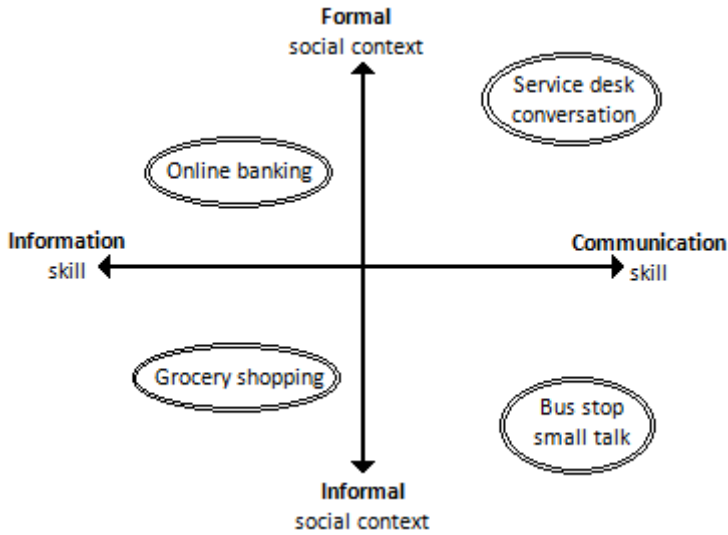 Formal
social context
Service desk
conversation
Online banking
Information
skill
Communication
skill
Grocery shopping
Bus stop
small talk
Informal
social context